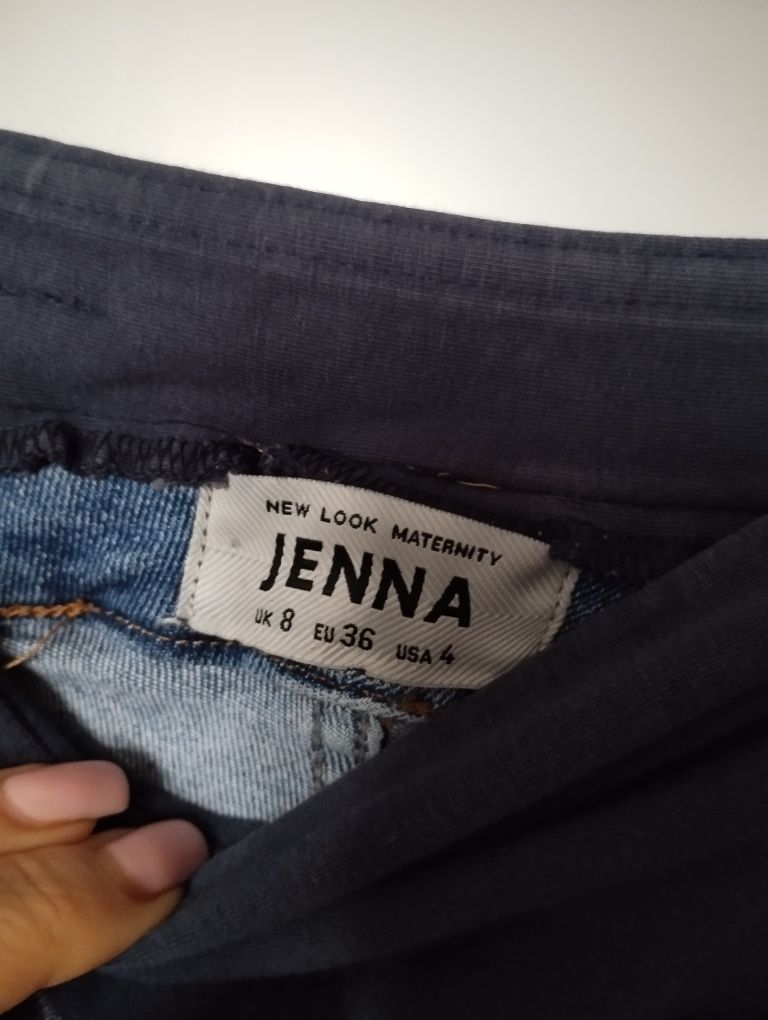 NEW LOOK MATERNITY
JENNA
UK 8 EU 36 USA 4